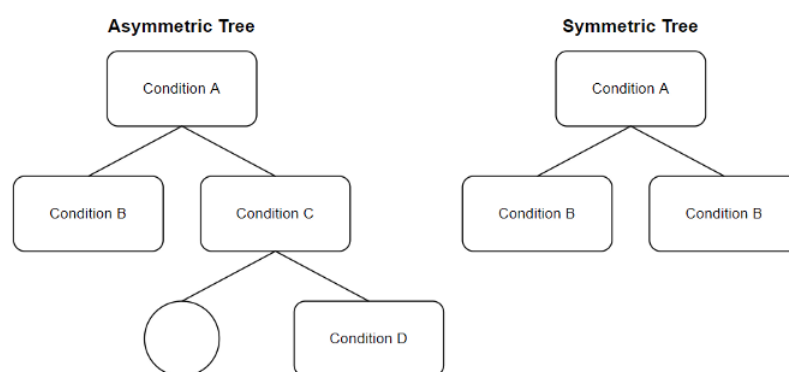 Asymmetric Tree
Symmetric Tree
Condition A
Condition A
Condition B
Condition C
Condition B
Condition B
Condition D